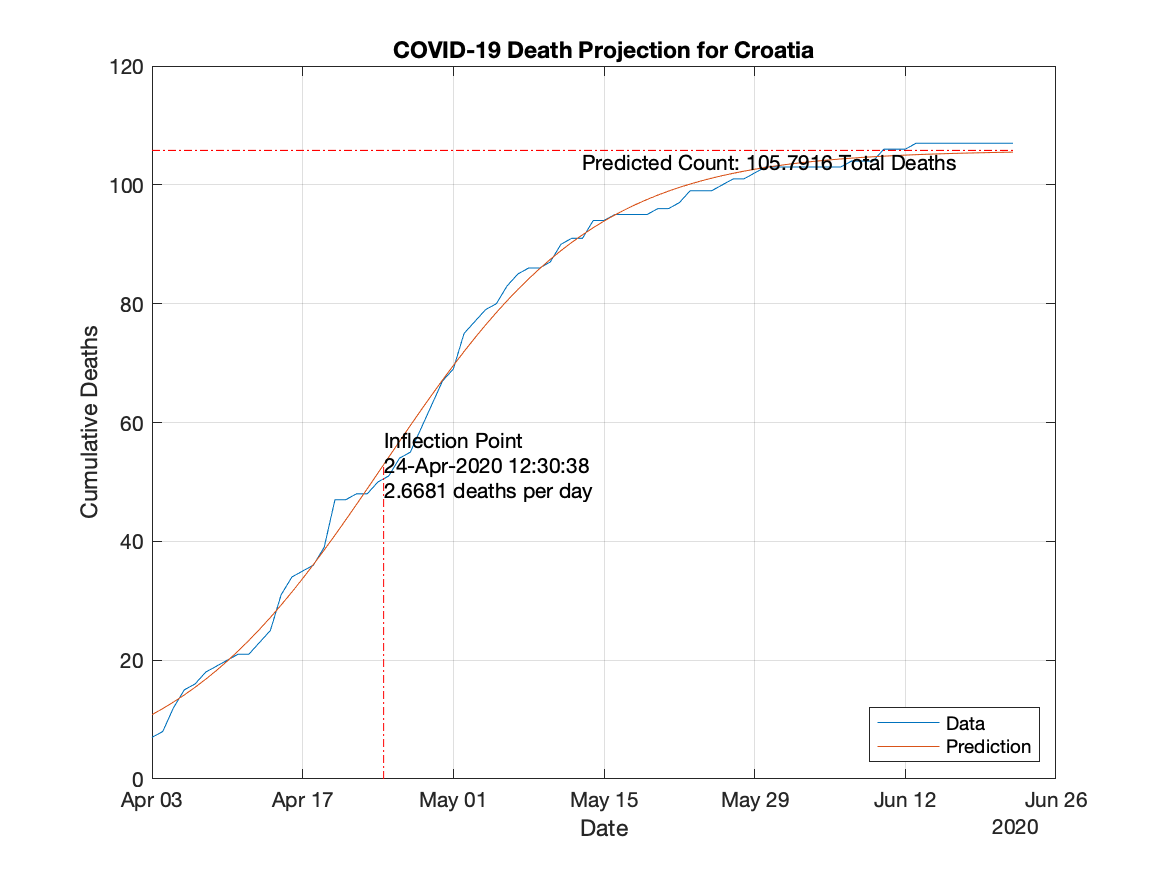 COVID-19 Death Projection for Croatia
120
100
80
60
40
20
0
Cumulative Deaths
Predicted Count: 105.7916 Total Deaths
Inflection Point
24-Apr-2020 12:30:38
2.6681 deaths per day
Data
Prediction
Apr 03 Apr 17 May 01 May 15 May 29 Jun 12 Jun 26
Date
2020